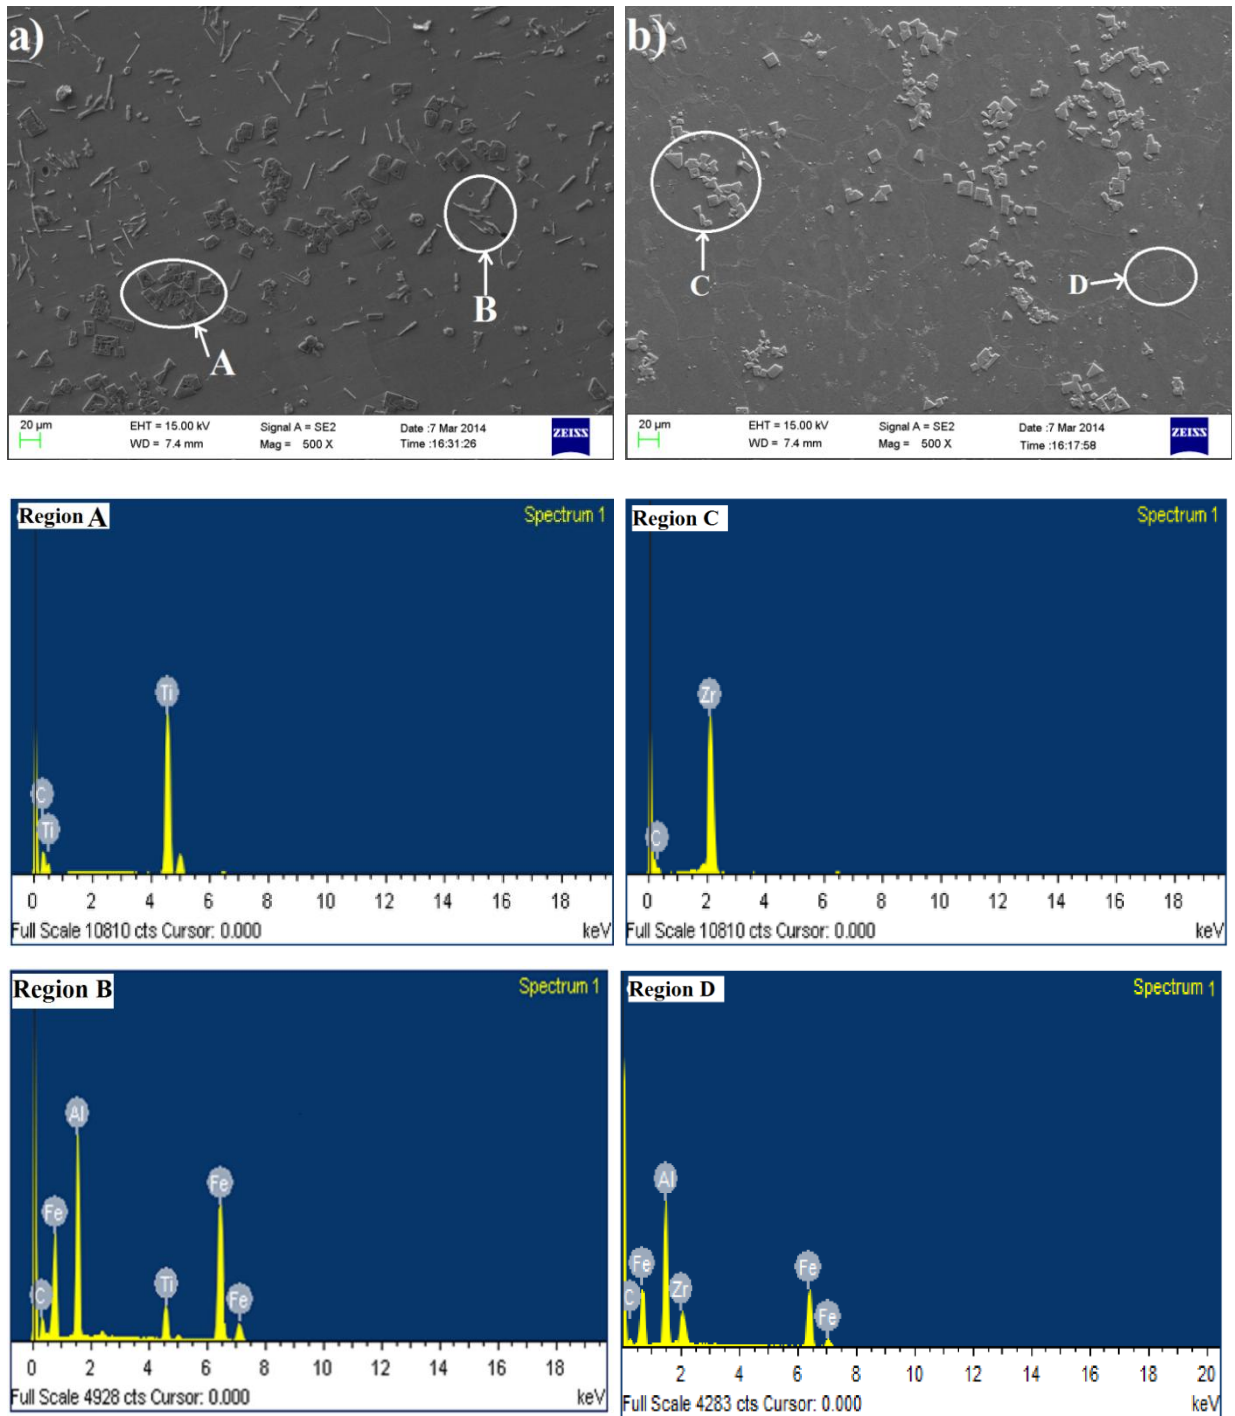 a)
B
A
20 µm
EHT = 15.00 kV
Signal A = SE2
Date :7 Mar 2014
WD = 7.4 mm
Mag = 500 X
Time :16:31:26
ZEISS
b)
C
D
20 µm
EHT = 15.00 kV
Signal A = SE2
Date :7 Mar 2014
WD = 7.4 mm
Mag = 500 X
Time :16:17:58
ZEISS
Region A
Spectrum 1
Ti
C
Ti
0 2 4 6 8 10 12 14 16 18
Full Scale 10810 cts Cursor: 0.000 keV
Region C
Spectrum 1
Zr
C
0 2 4 6 8 10 12 14 16 18
Full Scale 10810 cts Cursor: 0.000 keV
Region B
Spectrum 1
Al
Fe
Fe
C
Ti
Fe
0 2 4 6 8 10 12 14 16 18
Full Scale 4928 cts Cursor: 0.000 keV
Region D
Spectrum 1
Al
Fe
Fe
C
Zr
Fe
2 4 6 8 10 12 14 16 18 20
Full Scale 4283 cts Cursor: 0.000 keV